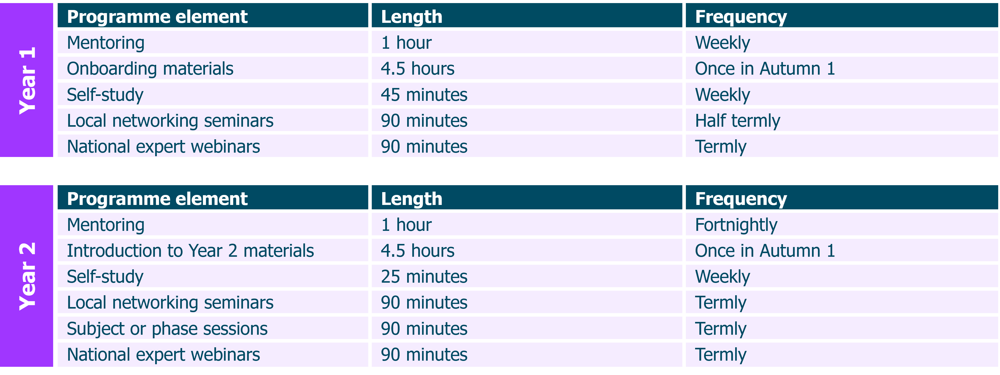 Year 1
Programme element Length Frequency
Mentoring 1 hour Weekly
Onboarding materials 4.5 hours Once in Autumn 1
Self-study 45 minutes Weekly
Local networking seminars 90 minutes Half termly
National expert webinars 90 minutes Termly
Year 2
Programme element Length Frequency
Mentoring 1 hour Fortnightly
Introduction to Year 2 materials 4.5 hours Once in Autumn 1
Self-study 25 minutes Weekly
Local networking seminars 90 minutes Termly
Subject or phase sessions 90 minutes Termly
National expert webinars 90 minutes Termly